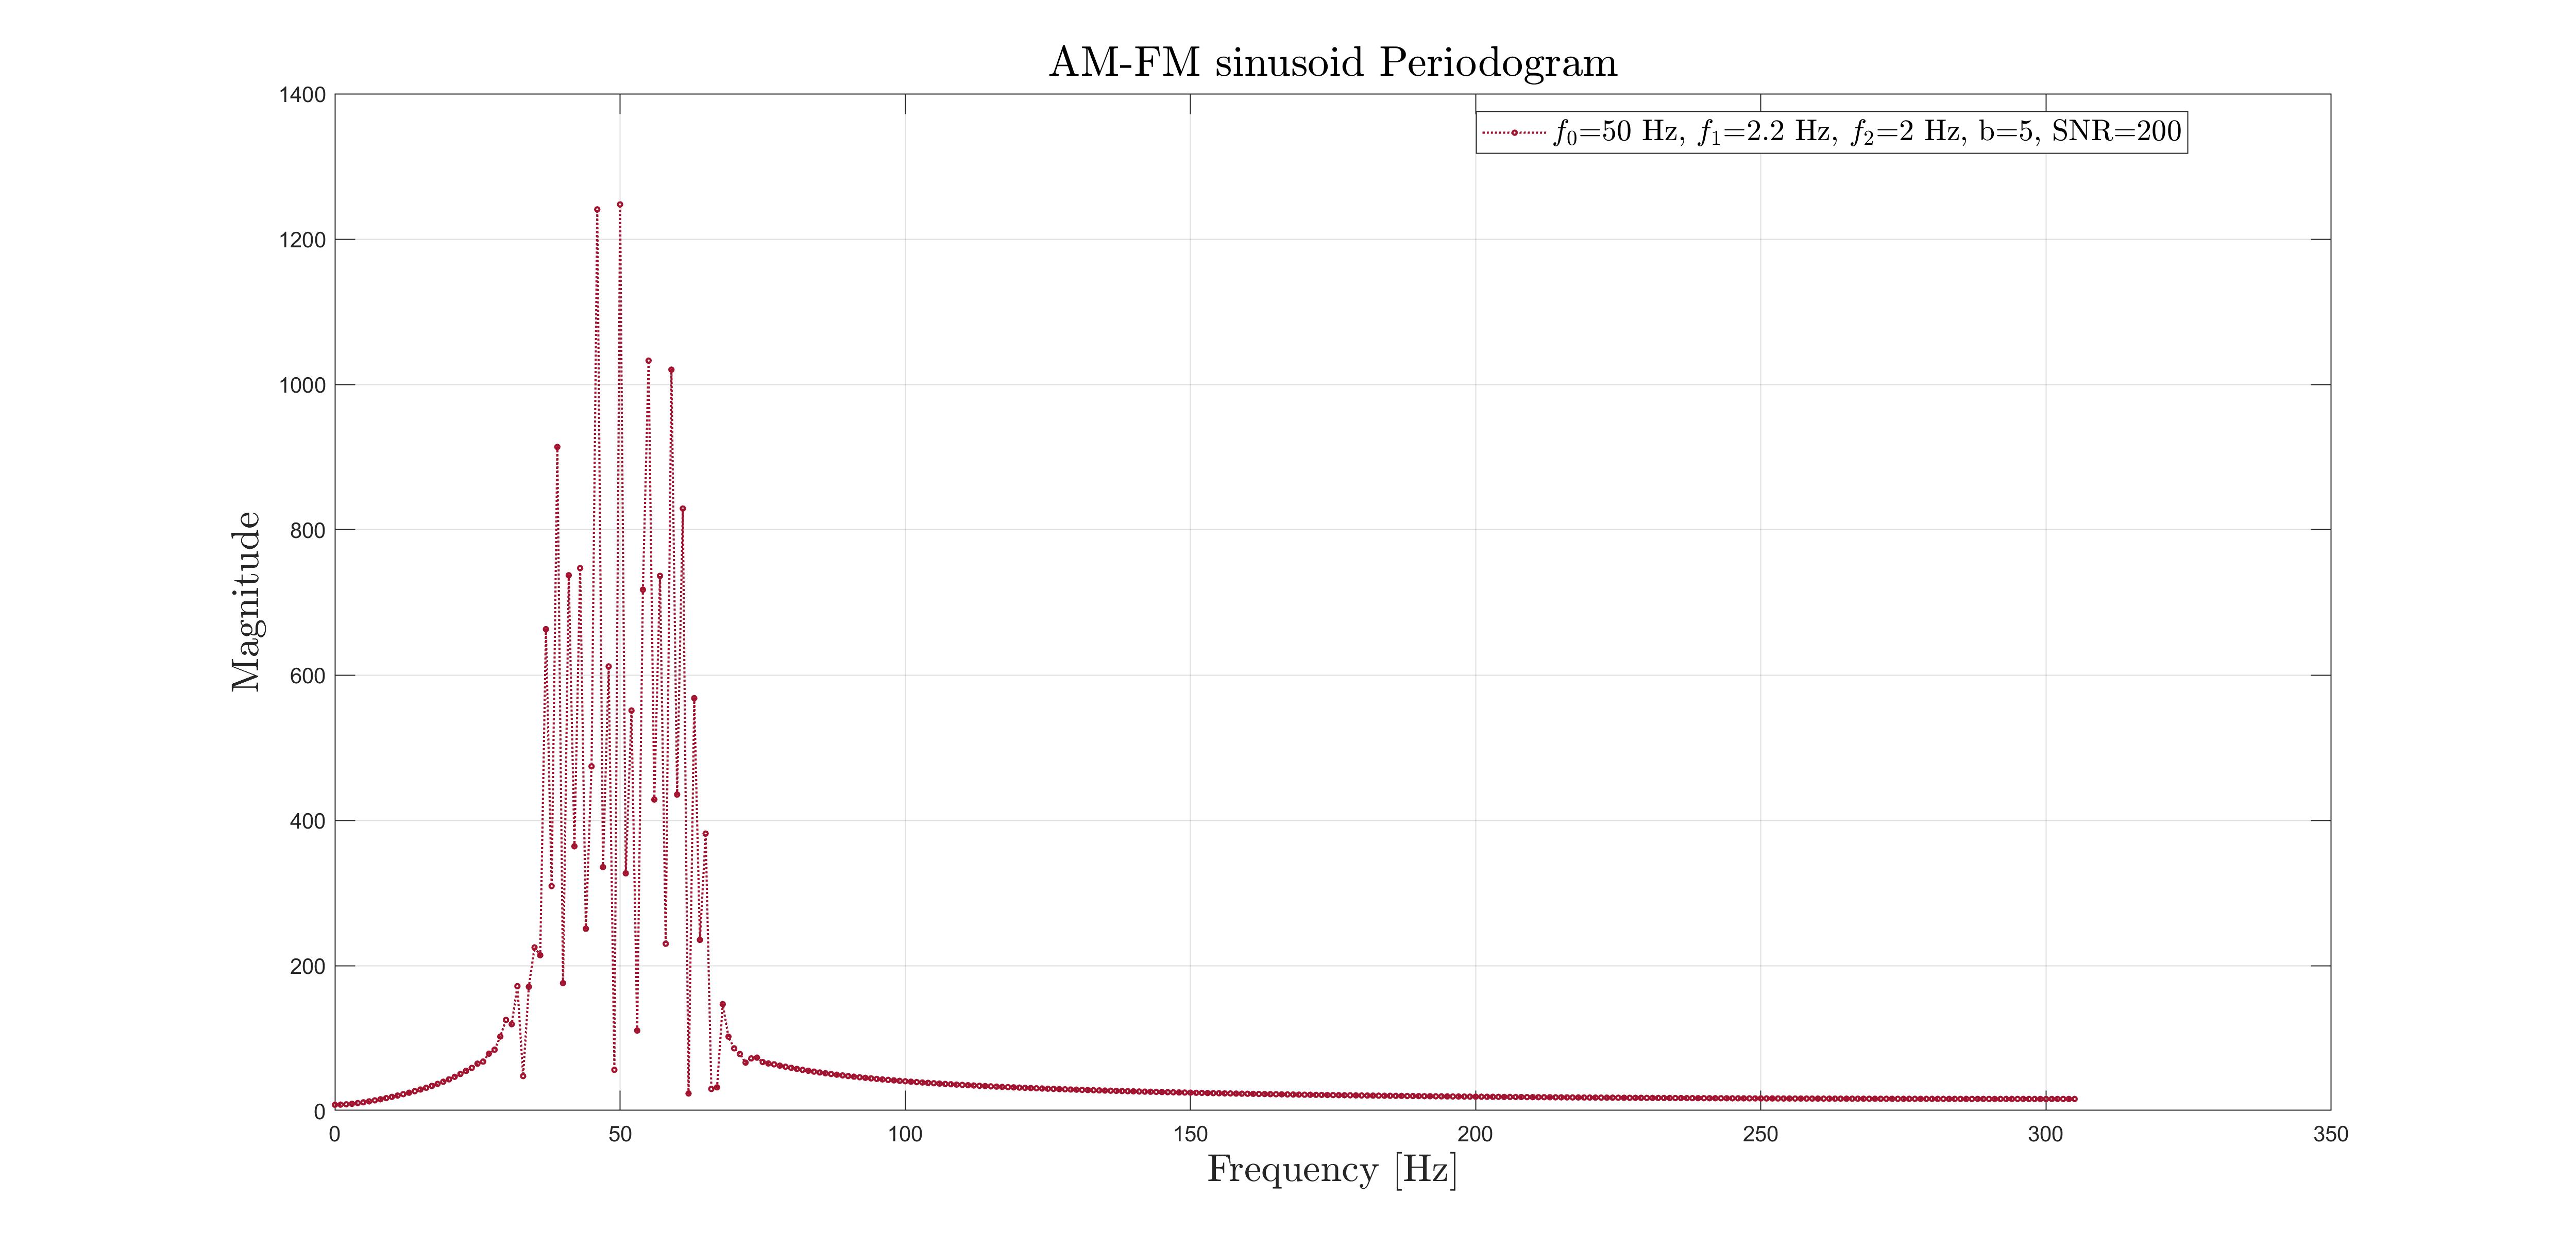 AM-FM sinusoid Periodogram
f₀=50 Hz, f₁=2.2 Hz, f₂=2 Hz, b=5, SNR=200
1400
1200
1000
800
600
400
200
0
Magnitude
0 50 100 150 200 250 300 350
Frequency [Hz]